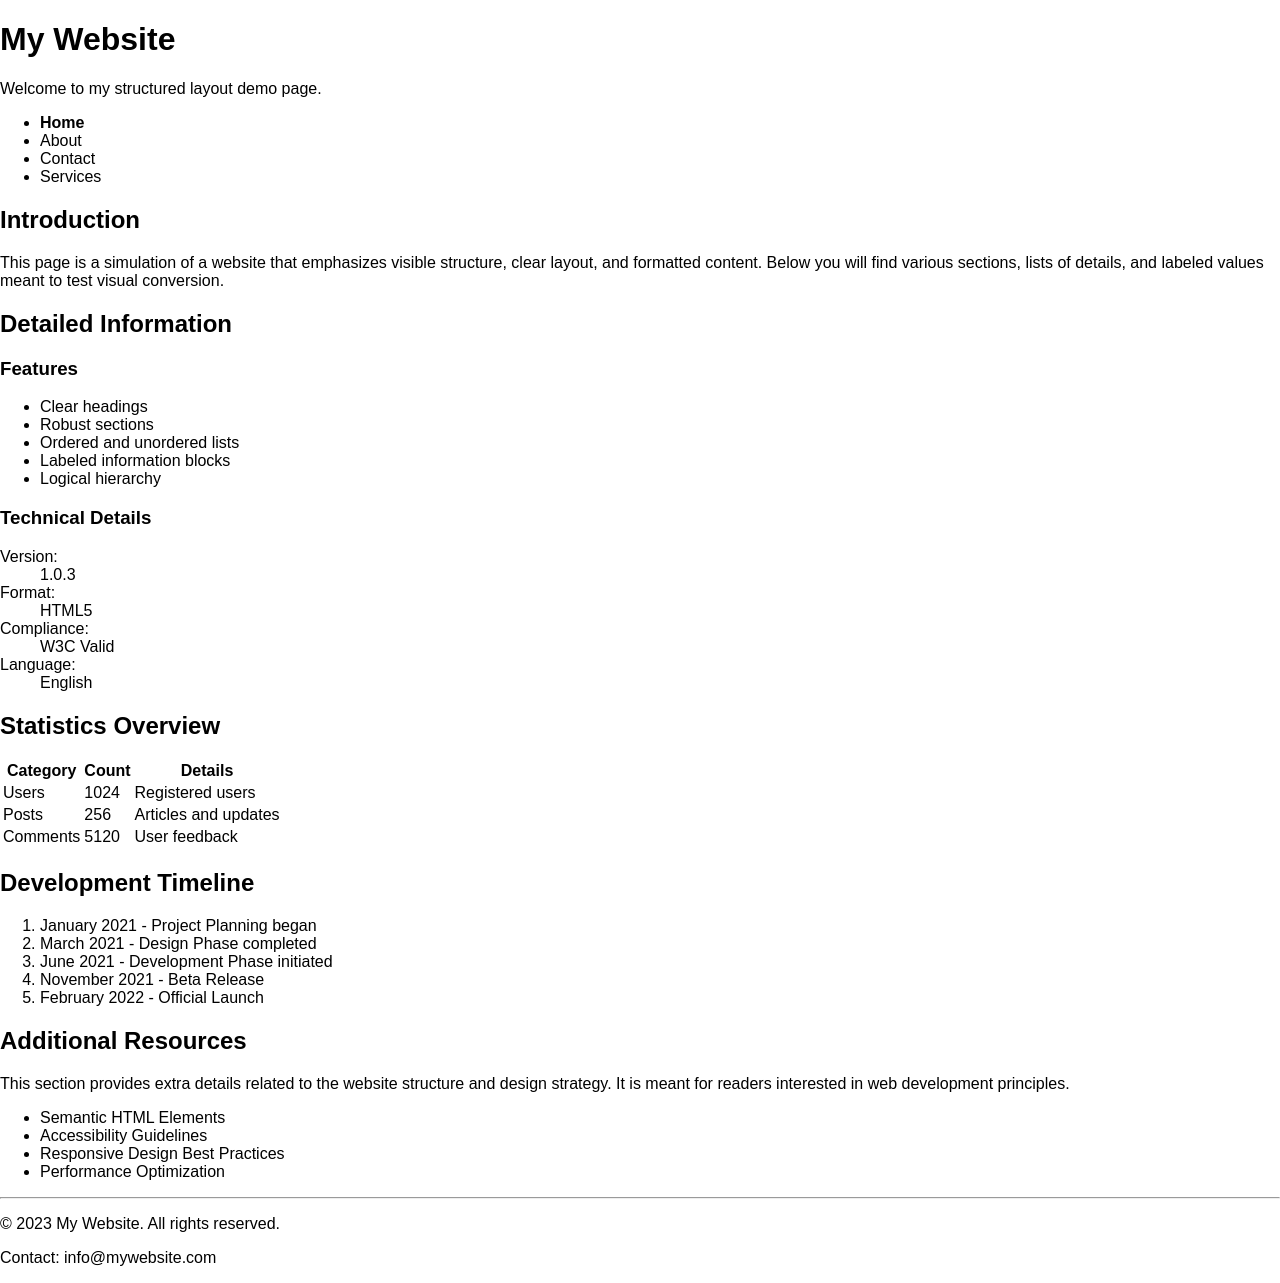 My Website
Welcome to my structured layout demo page.
• Home
• About
• Contact
• Services
Introduction
This page is a simulation of a website that emphasizes visible structure, clear layout, and formatted content. Below you will find various sections, lists of details, and labeled values
meant to test visual conversion.
Detailed Information
Features
• Clear headings
• Robust sections
• Ordered and unordered lists
• Labeled information blocks
• Logical hierarchy
Technical Details
Version:
1.0.3
Format:
HTML5
Compliance:
W3C Valid
Language:
English
Statistics Overview
Category Count Details
Users 1024 Registered users
Posts 256 Articles and updates
Comments 5120 User feedback
Development Timeline
1. January 2021 - Project Planning began
2. March 2021 - Design Phase completed
3. June 2021 - Development Phase initiated
4. November 2021 - Beta Release
5. February 2022 - Official Launch
Additional Resources
This section provides extra details related to the website structure and design strategy. It is meant for readers interested in web development principles.
• Semantic HTML Elements
• Accessibility Guidelines
• Responsive Design Best Practices
• Performance Optimization
© 2023 My Website. All rights reserved.
Contact: info@mywebsite.com